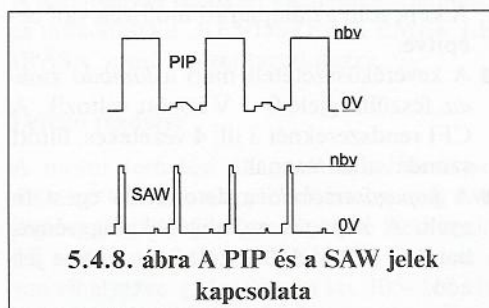 nbv
PIP
0V
nbv
SAW
0V
5.4.8. ábra A PIP és a SAW jelek
kapcsolata